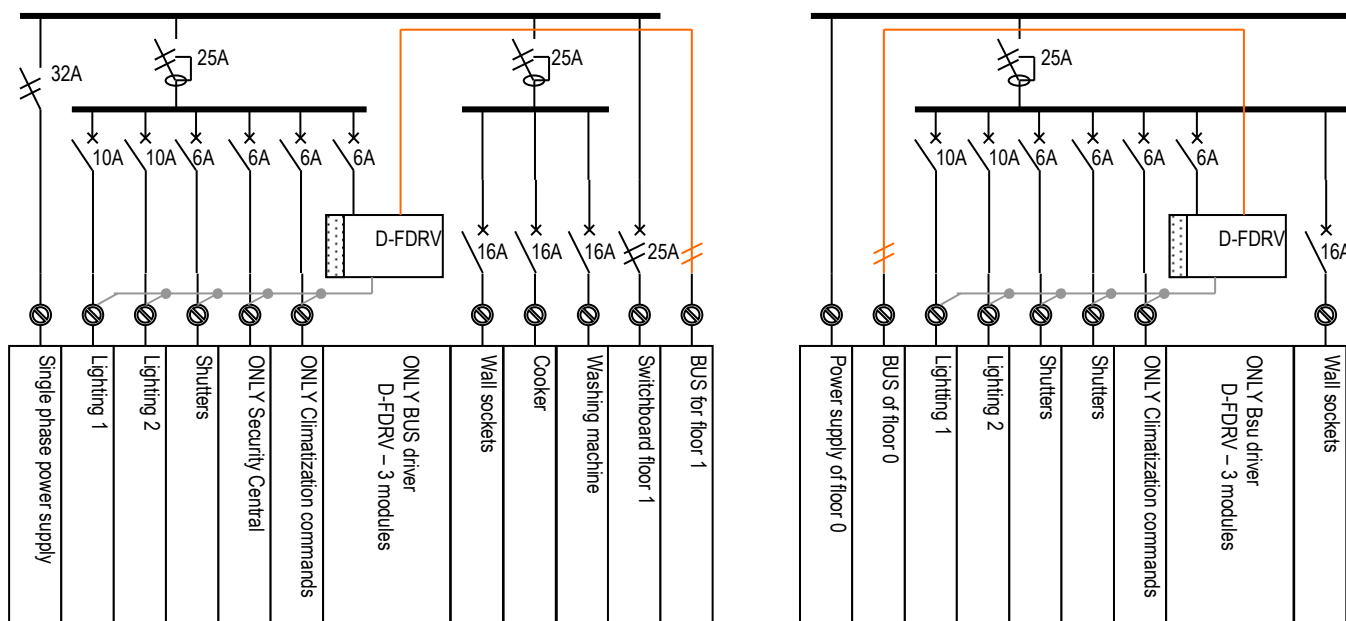 25A
25A
32A
10A
10A
6A
6A
6A
6A
D-FDRV
16A
16A
16A
25A
Single phase power supply
Lighting 1
Lighting 2
Shutters
ONLY Security Central
ONLY Climatization commands
ONLY BUS driver
D-FDRV – 3 modules
Wall sockets
Cooker
Washing machine
Switchboard floor 1
BUS for floor 1
25A
10A
10A
6A
6A
6A
6A
D-FDRV
16A
Power supply of floor 0
BUS of floor 0
Lightting 1
Lighting 2
Shutters
Shutters
ONLY Climatization commands
ONLY Bsu driver
D-FDRV – 3 modules
Wall sockets